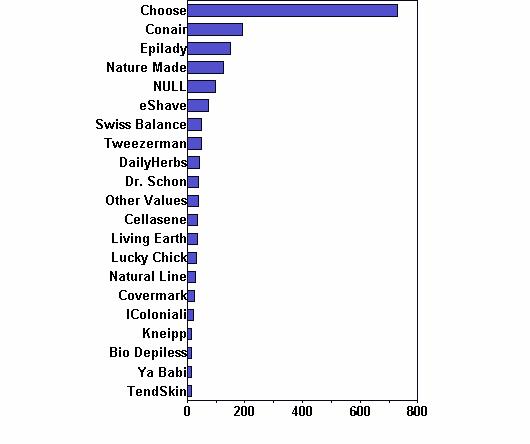 Choose
Conair
Epilady
Nature Made
NULL
eShave
Swiss Balance
Tweezerman
DailyHerbs
Dr. Schon
Other Values
Cellasene
Living Earth
Lucky Chick
Natural Line
Covermark
IColoniali
Kneipp
Bio Depiless
Ya Babi
TendSkin
0 200 400 600 800